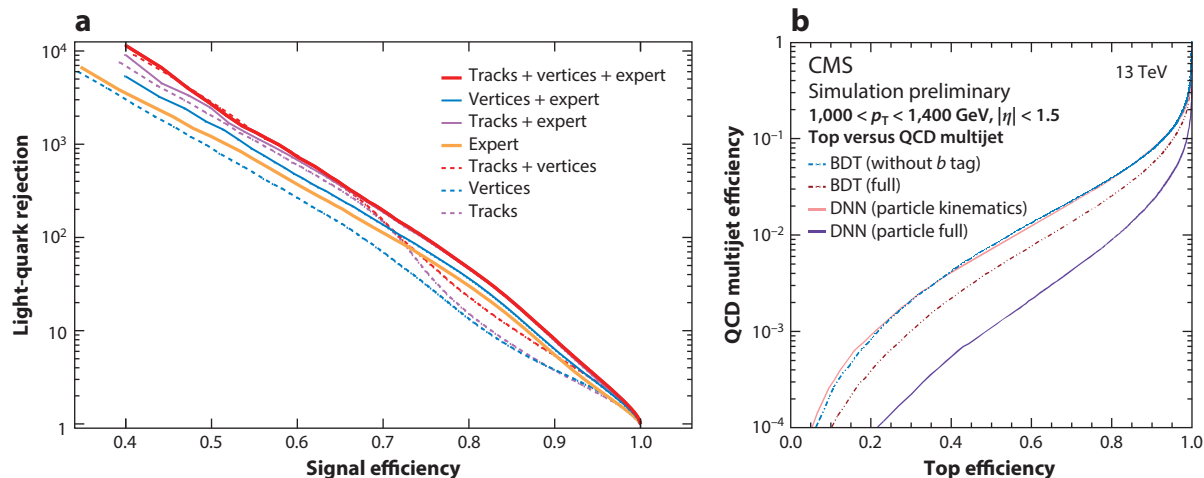 a
Light-quark rejection
10⁴
10³
10²
10
1
0.4 0.5 0.6 0.7 0.8 0.9 1.0
Signal efficiency
Tracks + vertices + expert
Vertices + expert
Tracks + expert
Expert
Tracks + vertices
Vertices
Tracks
b
QCD multijet efficiency
1
10⁻¹
10⁻²
10⁻³
10⁻⁴
0.0 0.2 0.4 0.6 0.8 1.0
Top efficiency
CMS
13 TeV
Simulation preliminary
1,000 < pT < 1,400 GeV, |η| < 1.5
Top versus QCD multijet
BDT (without b tag)
BDT (full)
DNN (particle kinematics)
DNN (particle full)